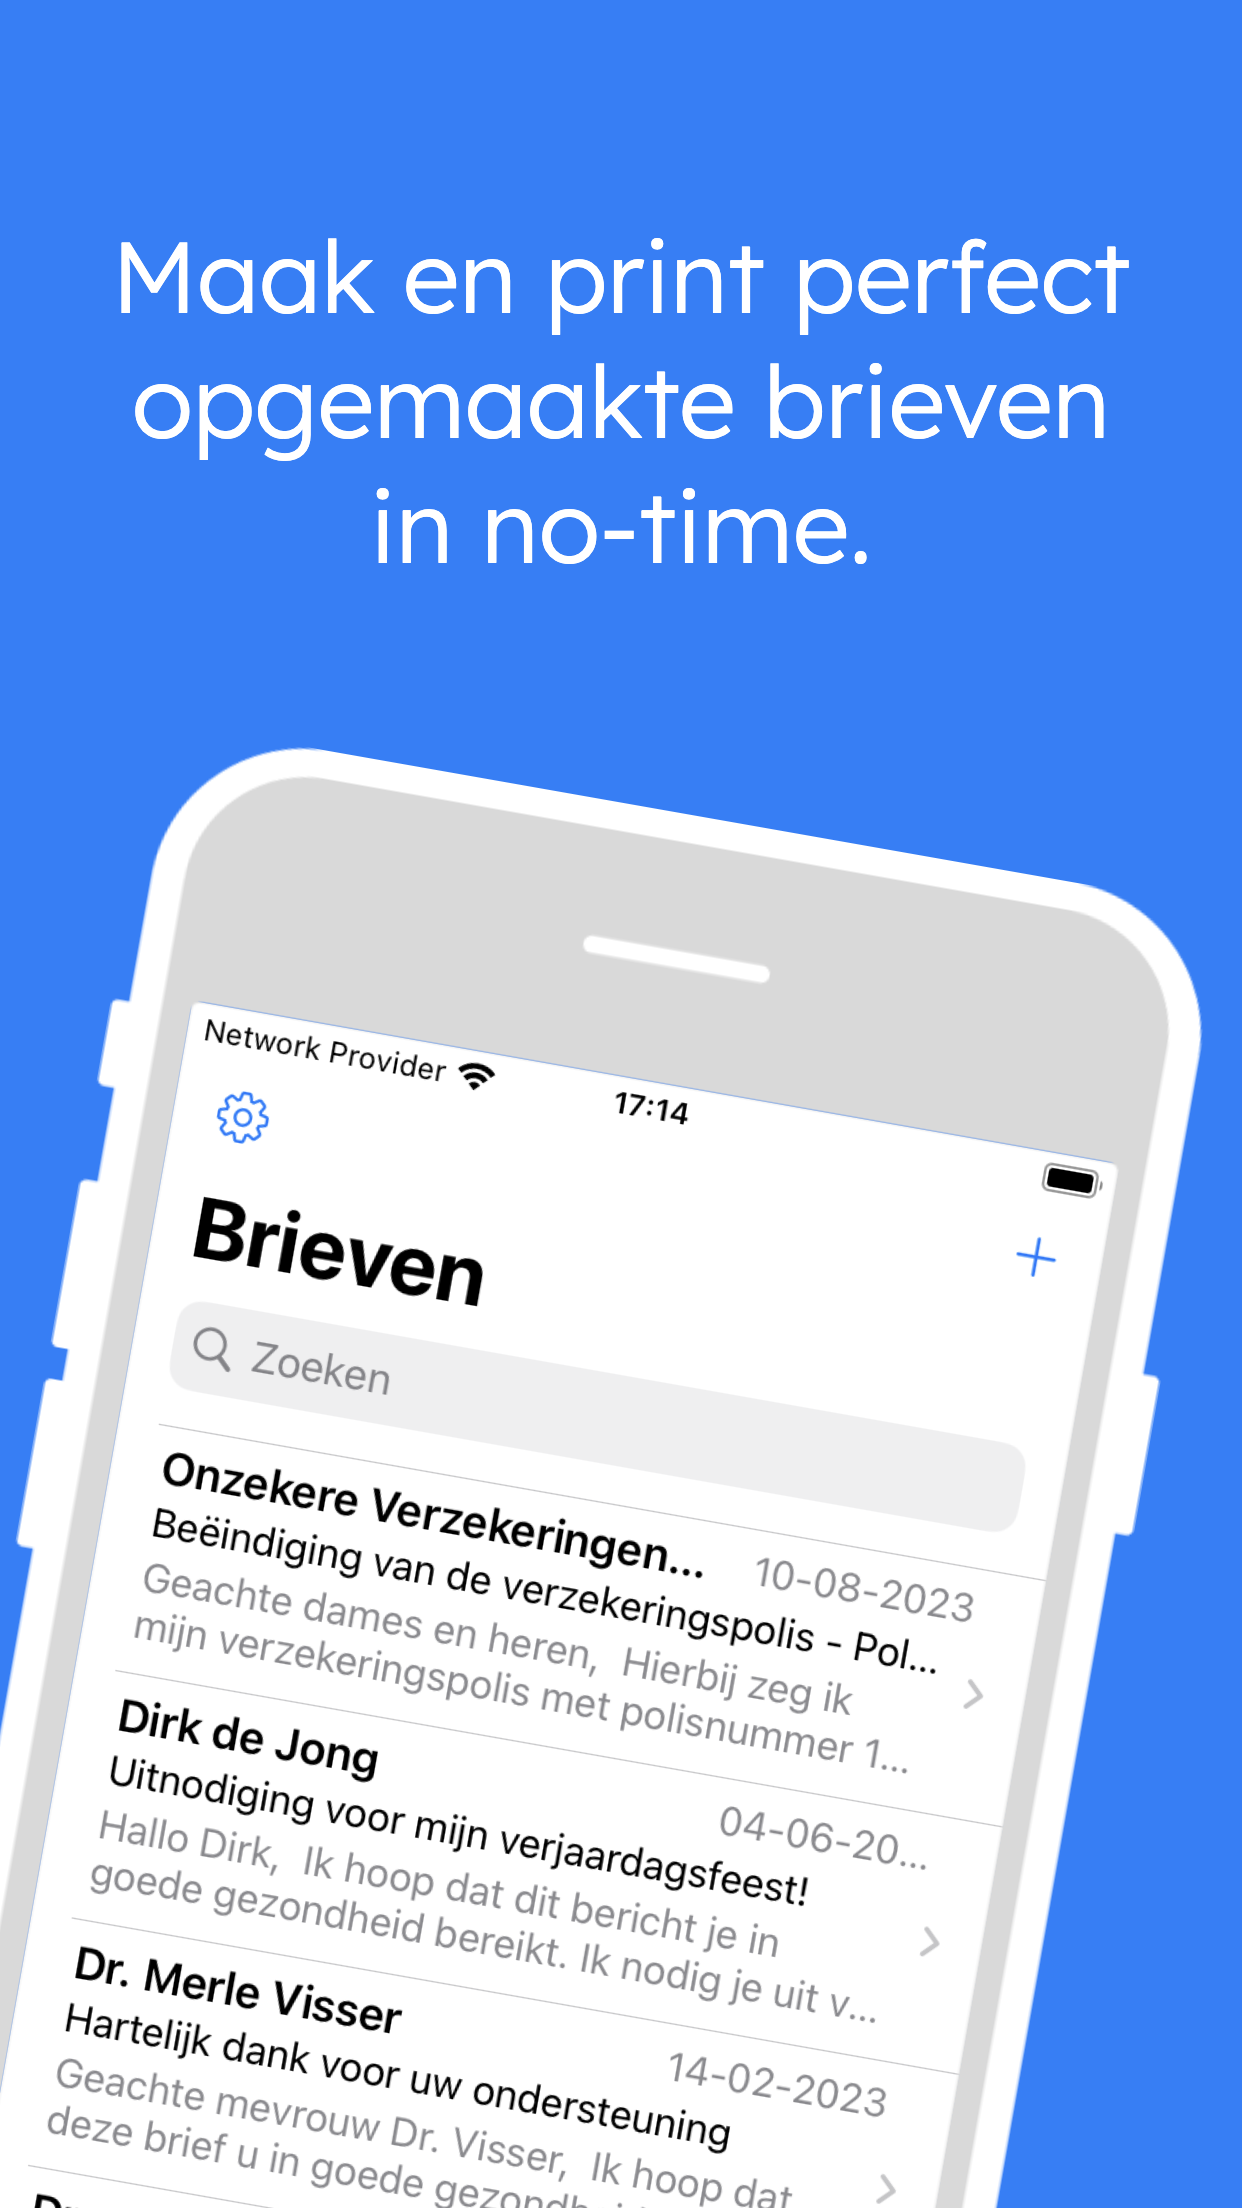 Maak en print perfect
opgemaakte brieven
in no-time.
Network Provider
17:14
Brieven
Zoeken
Onzekere Verzekeringen...
10-08-2023
Beëindiging van de verzekeringspolis - Pol...
Geachte dames en heren, Hierbij zeg ik
mijn verzekeringspolis met polisnummer 1...
Dirk de Jong
04-06-20...
Uitnodiging voor mijn verjaardagsfeest!
Hallo Dirk, Ik hoop dat dit bericht je in
goede gezondheid bereikt. Ik nodig je uit v...
Dr. Merle Visser
14-02-2023
Hartelijk dank voor uw ondersteuning
Geachte mevrouw Dr. Visser, Ik hoop dat
deze brief u in goede